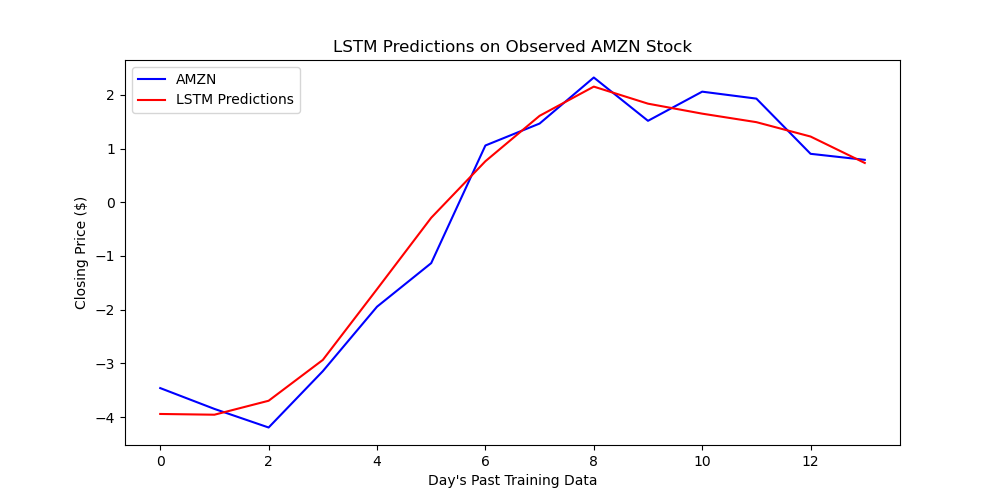 LSTM Predictions on Observed AMZN Stock
AMZN
LSTM Predictions
Closing Price ($)
2
1
0
−1
−2
−3
−4
0 2 4 6 8 10 12
Day's Past Training Data